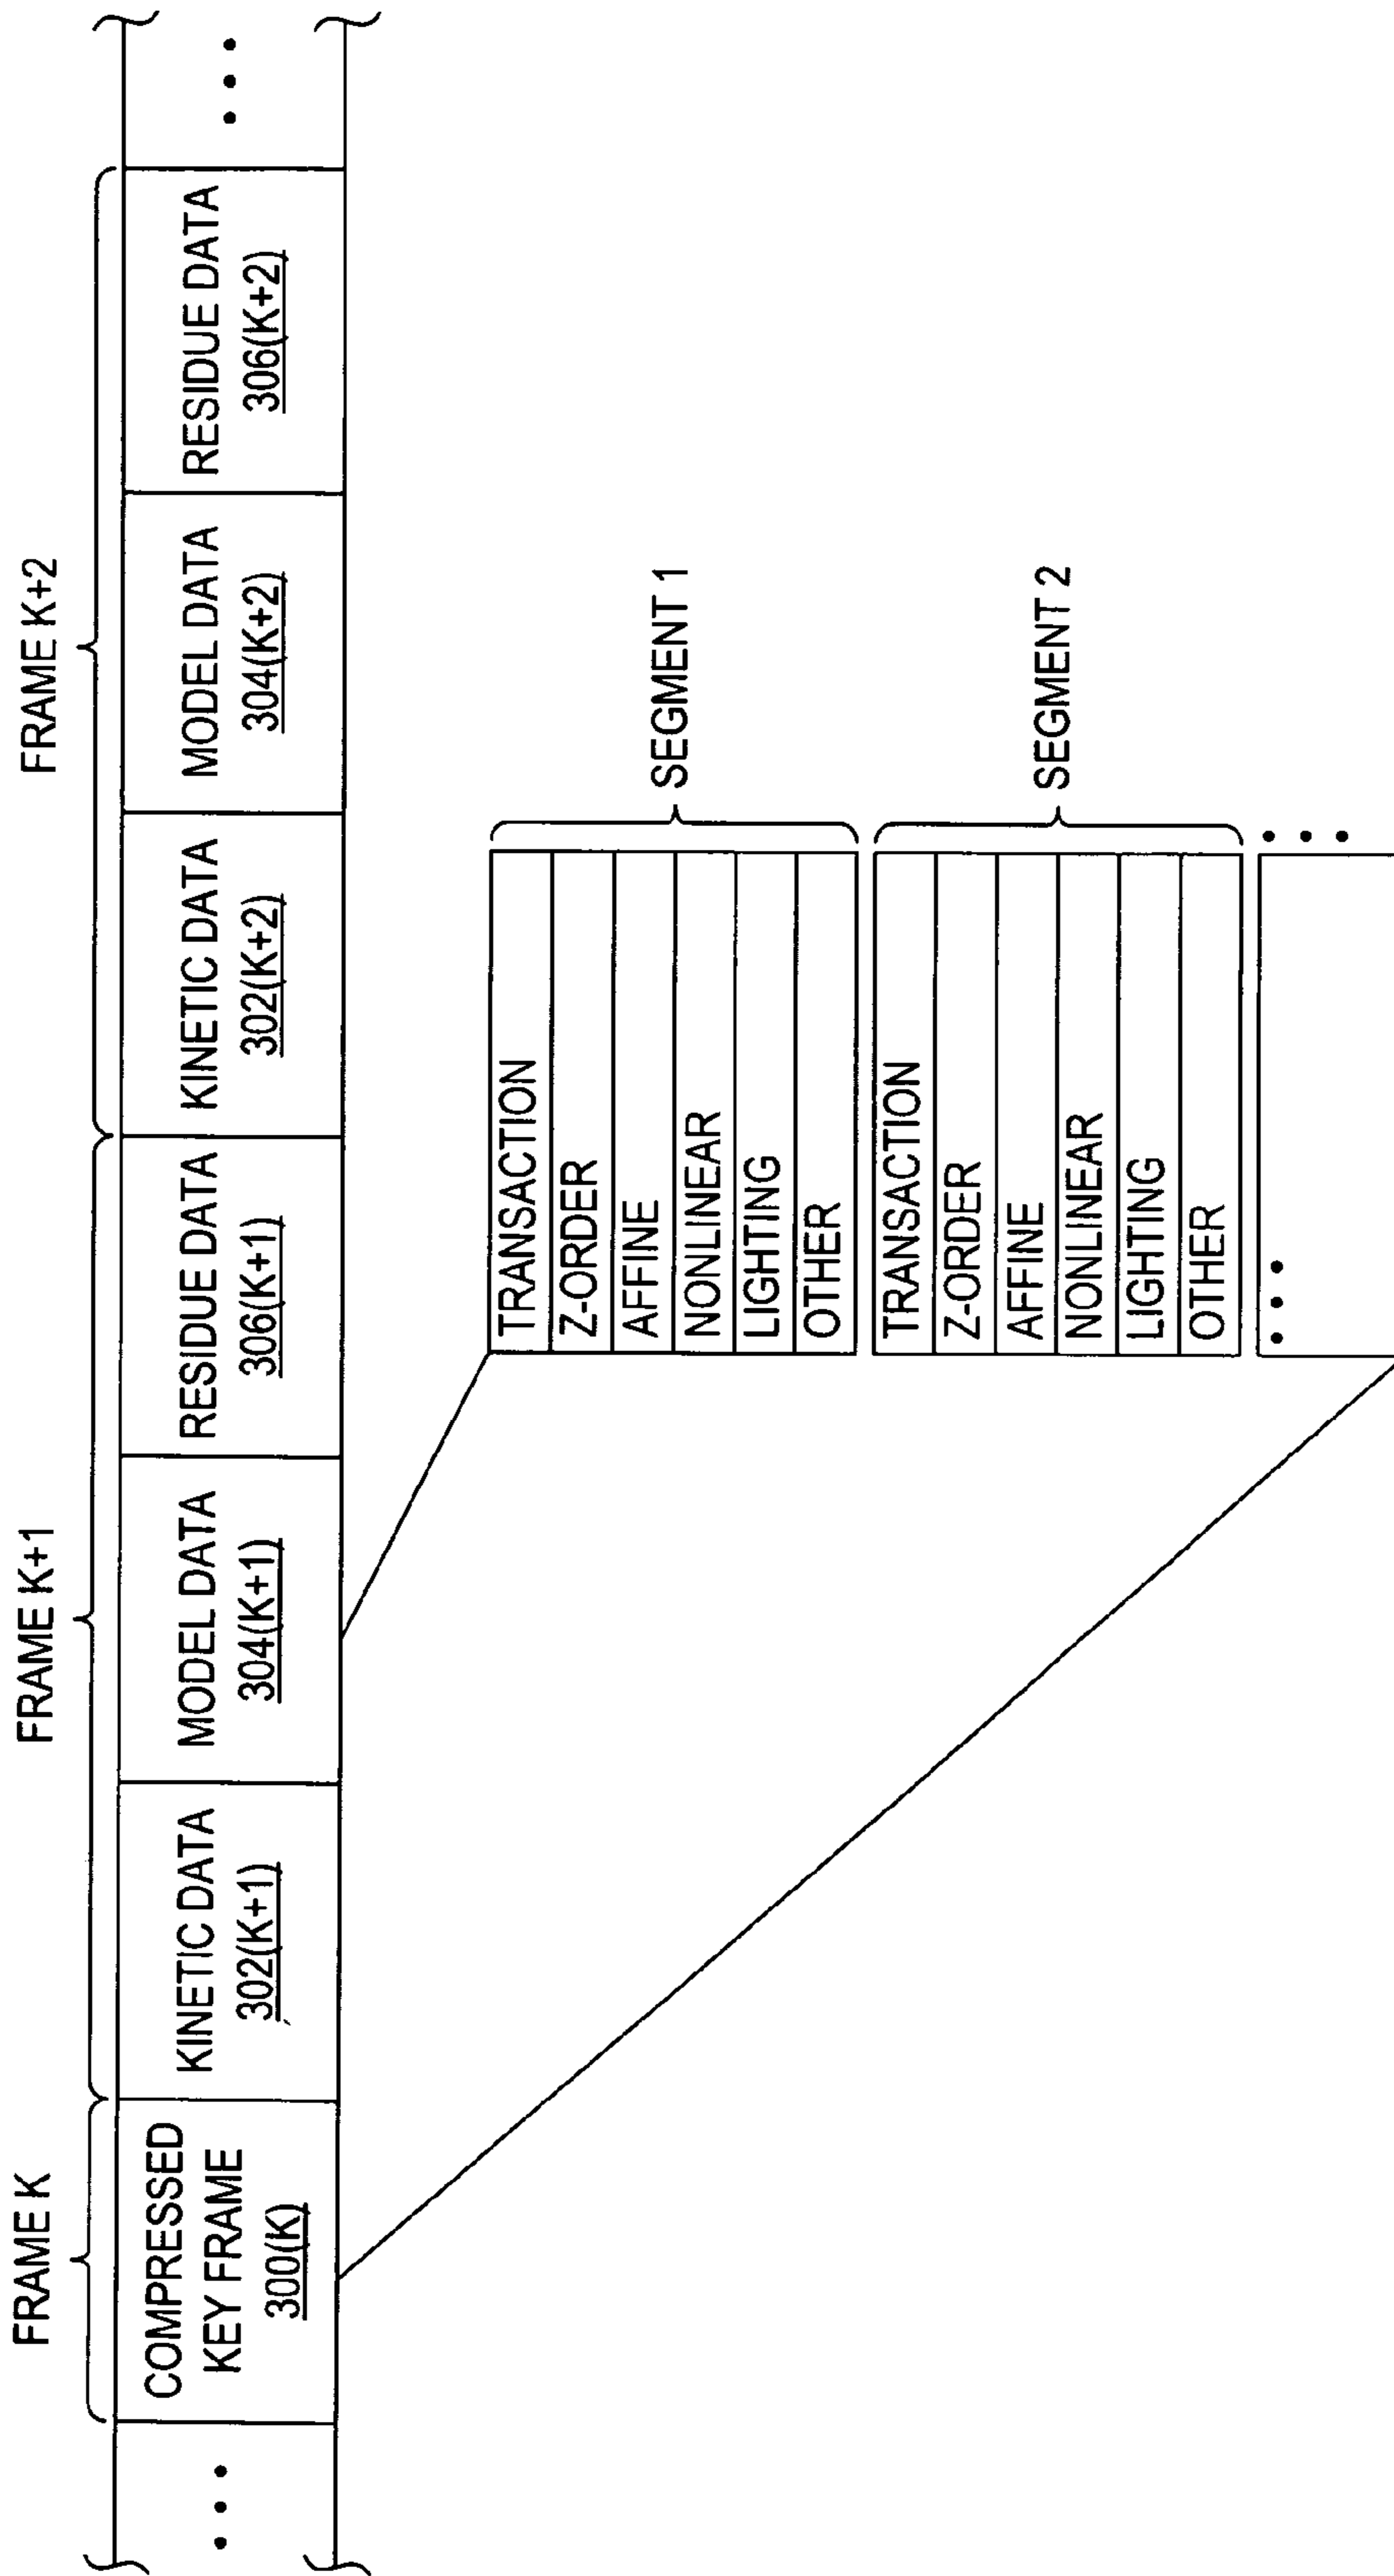 FRAME K
FRAME K+1
FRAME K+2
COMPRESSED
KEY FRAME
300(K)
KINETIC DATA
302(K+1)
MODEL DATA
304(K+1)
RESIDUE DATA
306(K+1)
KINETIC DATA
302(K+2)
MODEL DATA
304(K+2)
RESIDUE DATA
306(K+2)
TRANSACTION
Z-ORDER
AFFINE
NONLINEAR
LIGHTING
OTHER
SEGMENT 1
TRANSACTION
Z-ORDER
AFFINE
NONLINEAR
LIGHTING
OTHER
SEGMENT 2